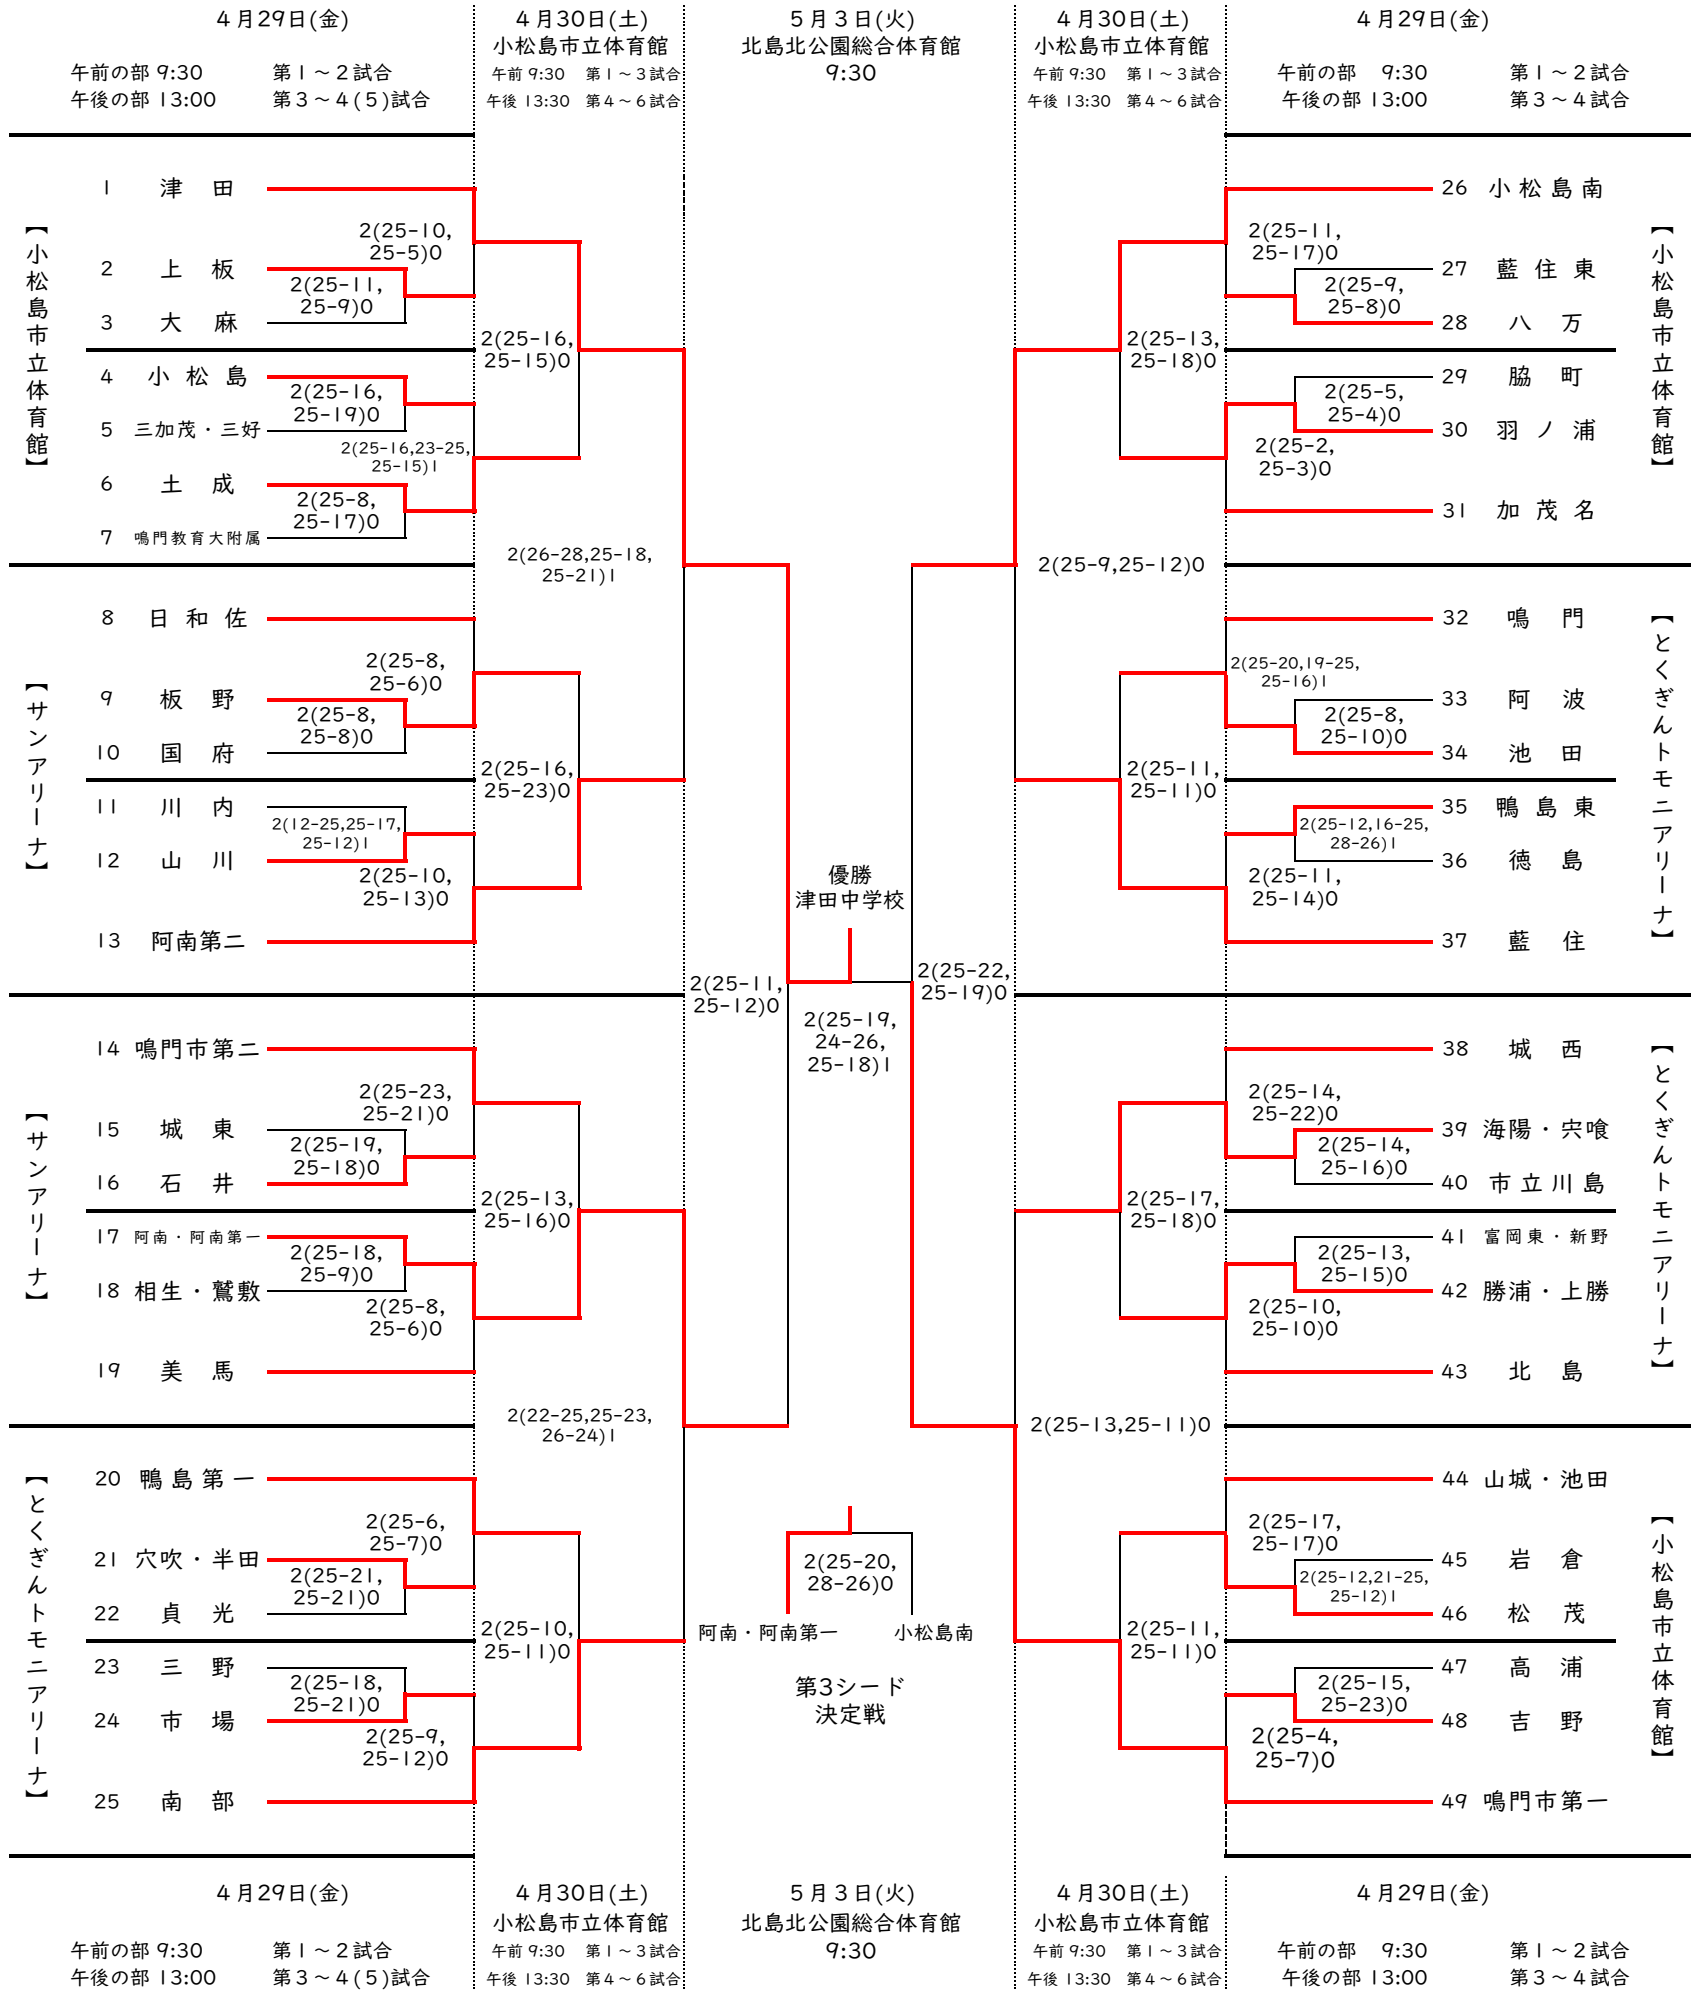 4月29日(金)
午前の部 9:30 第1～2試合
午後の部 13:00 第3～4(5)試合
4月30日(土)
小松島市立体育館
午前 9:30 第1～3試合
午後 13:30 第4～6試合
5月3日(火)
北島北公園総合体育館
9:30
4月30日(土)
小松島市立体育館
午前 9:30 第1～3試合
午後 13:30 第4～6試合
4月29日(金)
午前の部 9:30 第1～2試合
午後の部 13:00 第3～4試合
【小松島市立体育館】
1 津田
2(25-10,
25-5)0
2 上板
2(25-11,
25-9)0
3 大麻
2(25-16,
25-15)0
4 小松島
2(25-16,
25-19)0
5 三加茂・三好
2(25-16,23-25,
25-15)1
6 土成
2(25-8,
25-17)0
7 鳴門教育大附属
2(26-28,25-18,
25-21)1
【サンアリーナ】
8 日和佐
2(25-8,
25-6)0
9 板野
2(25-8,
25-8)0
10 国府
2(25-16,
25-23)0
11 川内
2(12-25,25-17,
25-12)1
12 山川
2(25-10,
25-13)0
13 阿南第二
2(25-11,
25-12)0
【サンアリーナ】
14 鳴門市第二
2(25-23,
25-21)0
15 城東
2(25-19,
25-18)0
16 石井
2(25-13,
25-16)0
17 阿南・阿南第一
2(25-18,
25-9)0
18 相生・鷲敷
2(25-8,
25-6)0
19 美馬
2(22-25,25-23,
26-24)1
【とくぎんトモニアリーナ】
20 鴨島第一
2(25-6,
25-7)0
21 穴吹・半田
2(25-21,
25-21)0
22 貞光
2(25-10,
25-11)0
23 三野
2(25-18,
25-21)0
24 市場
2(25-9,
25-12)0
25 南部
優勝
津田中学校
2(25-19,
24-26,
25-18)1
2(25-20,
28-26)0
阿南・阿南第一 小松島南
第3シード
決定戦
【小松島市立体育館】
26 小松島南
2(25-11,
25-17)0
27 藍住東
2(25-9,
25-8)0
28 八万
2(25-13,
25-18)0
29 脇町
2(25-5,
25-4)0
30 羽ノ浦
2(25-2,
25-3)0
31 加茂名
2(25-9,25-12)0
【とくぎんトモニアリーナ】
32 鳴門
2(25-20,19-25,
25-16)1
33 阿波
2(25-8,
25-10)0
34 池田
2(25-11,
25-11)0
35 鴨島東
2(25-12,16-25,
28-26)1
36 徳島
2(25-11,
25-14)0
37 藍住
2(25-22,
25-19)0
【とくぎんトモニアリーナ】
38 城西
2(25-14,
25-22)0
39 海陽・宍喰
2(25-14,
25-16)0
40 市立川島
2(25-17,
25-18)0
41 富岡東・新野
2(25-13,
25-15)0
42 勝浦・上勝
2(25-10,
25-10)0
43 北島
2(25-13,25-11)0
【小松島市立体育館】
44 山城・池田
2(25-17,
25-17)0
45 岩倉
2(25-12,21-25,
25-12)1
46 松茂
2(25-11,
25-11)0
47 高浦
2(25-15,
25-23)0
48 吉野
2(25-4,
25-7)0
49 鳴門市第一
4月29日(金)
午前の部 9:30 第1～2試合
午後の部 13:00 第3～4(5)試合
4月30日(土)
小松島市立体育館
午前 9:30 第1～3試合
午後 13:30 第4～6試合
5月3日(火)
北島北公園総合体育館
9:30
4月30日(土)
小松島市立体育館
午前 9:30 第1～3試合
午後 13:30 第4～6試合
4月29日(金)
午前の部 9:30 第1～2試合
午後の部 13:00 第3～4試合